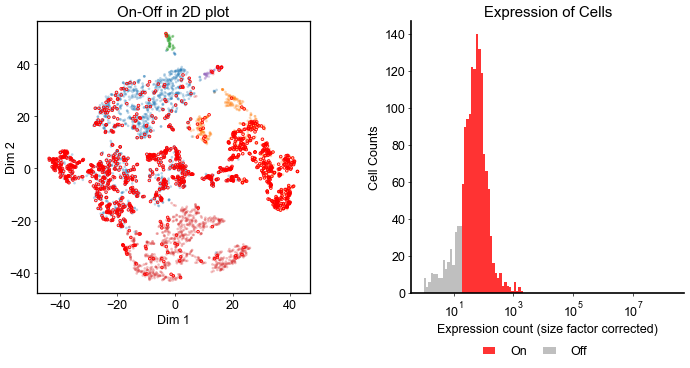 On-Off in 2D plot
Expression of Cells
Dim 2
40
20
0
−20
−40
−40 −20 0 20 40
Dim 1
Cell Counts
140
120
100
80
60
40
20
0
10^1 10^3 10^5 10^7
Expression count (size factor corrected)
On Off